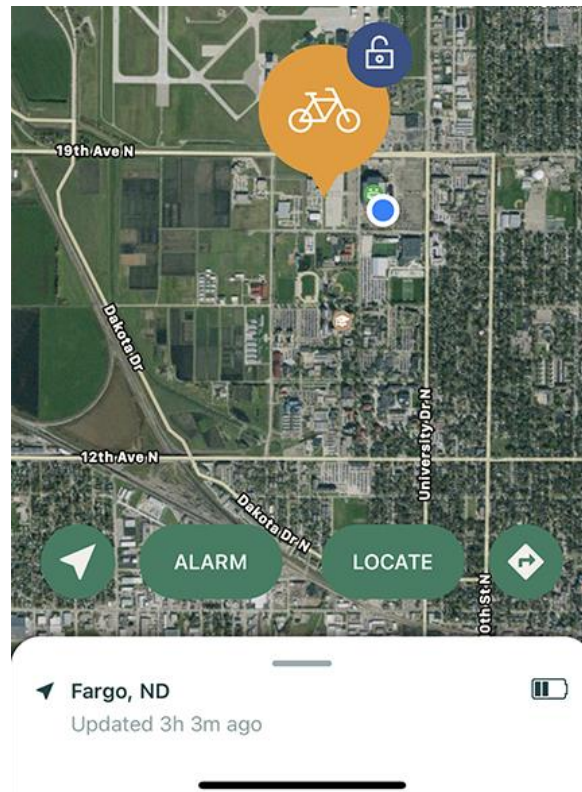 19th Ave N
Dakota Dr
University Dr N
12th Ave N
Dakota Dr N
0th St N
ALARM
LOCATE
Fargo, ND
Updated 3h 3m ago